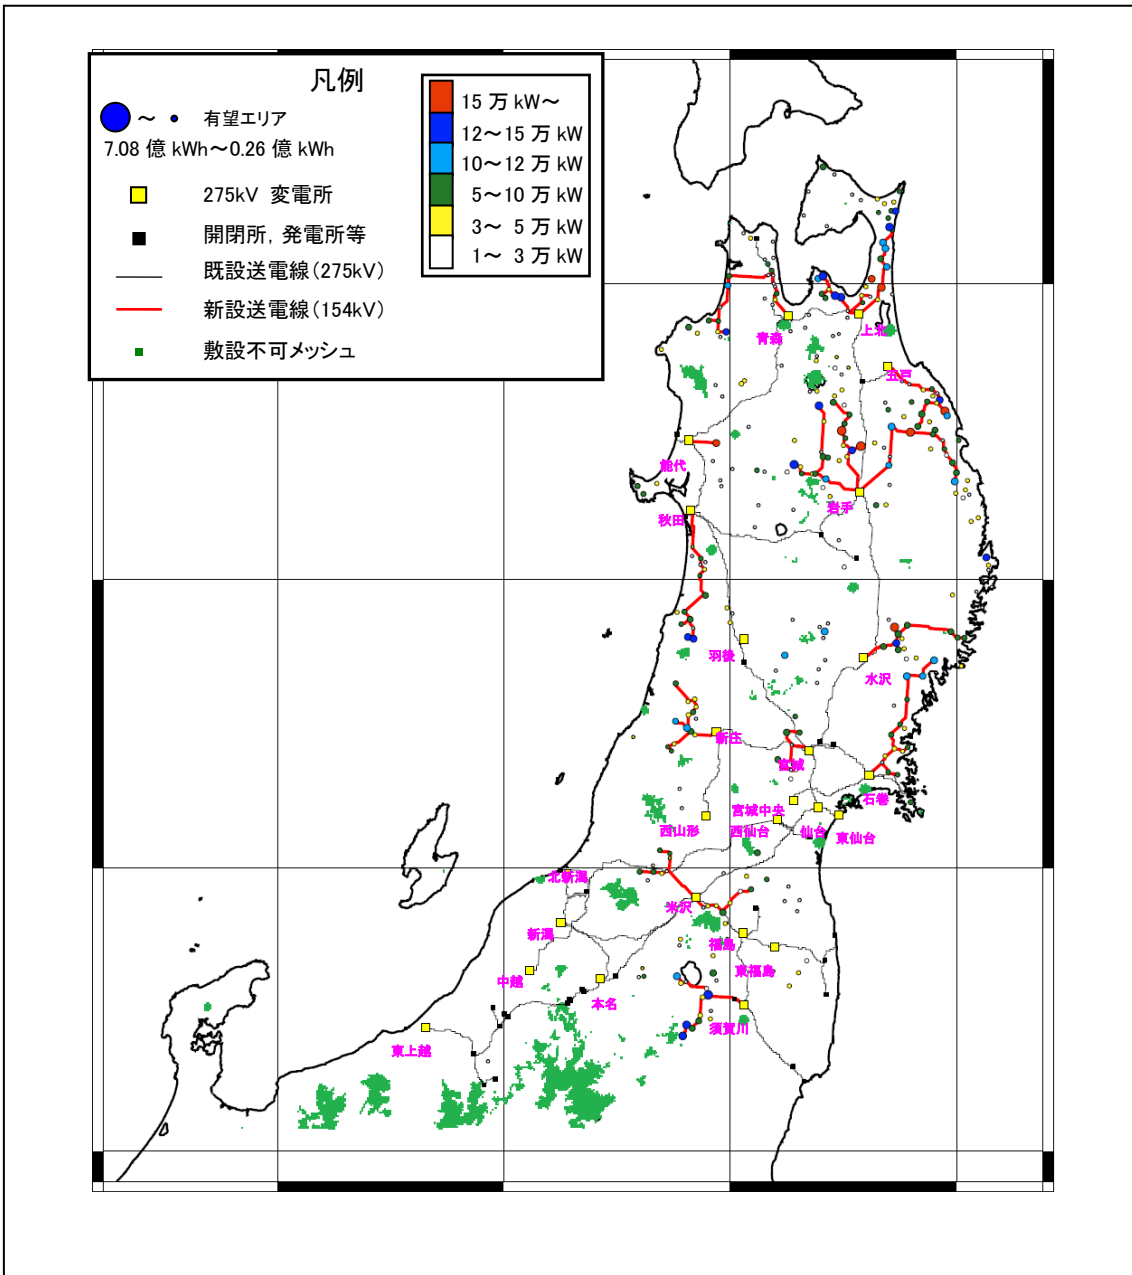 凡例
～ 有望エリア
7.08 億 kWh～0.26 億 kWh
275kV 変電所
開閉所, 発電所等
既設送電線(275kV)
新設送電線(154kV)
敷設不可メッシュ
15 万 kW～
12～15 万 kW
10～12 万 kW
5～10 万 kW
3～ 5 万 kW
1～ 3 万 kW
青森
上北
五戸
能代
岩手
秋田
羽後
水沢
新庄
宮城
石巻
宮城中央
西山形
西仙台
仙台
東仙台
北新潟
米沢
新潟
福島
東福島
中越
本名
須賀川
東上越